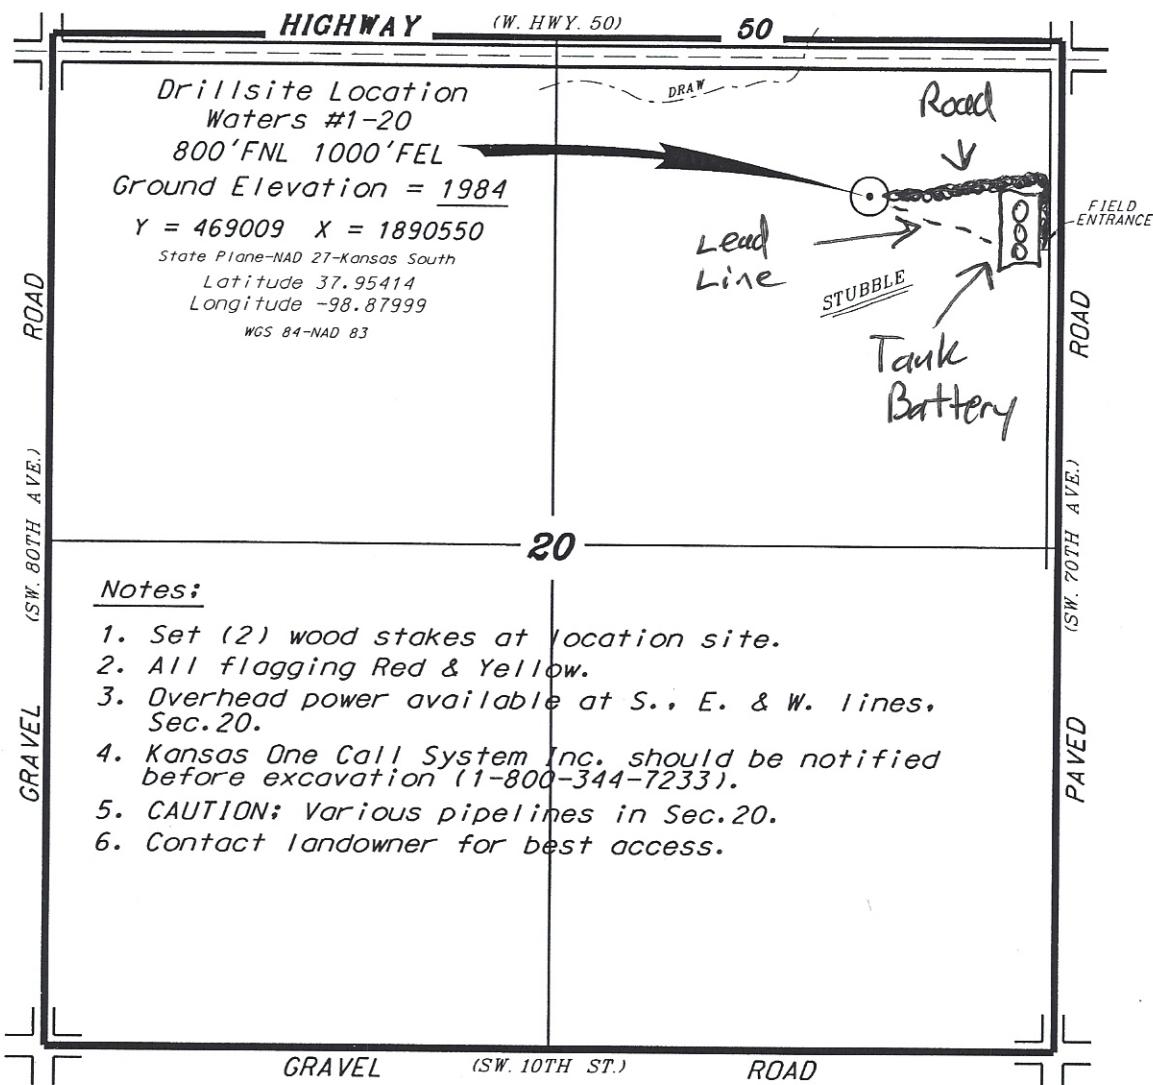 HIGHWAY (W. HWY. 50) 50
Drillsite Location
Waters #1-20
800'FNL 1000'FEL
Ground Elevation = 1984
Y = 469009 X = 1890550
State Plane-NAD 27-Kansas South
Latitude 37.95414
Longitude -98.87999
WGS 84-NAD 83
DRAW
Road
FIELD
ENTRANCE
Lead
Line
STUBBLE
Tank
Battery
GRAVEL (SW. 80TH AVE.) ROAD
PAVED (SW. 70TH AVE.) ROAD
20
Notes:
1. Set (2) wood stakes at location site.
2. All flagging Red & Yellow.
3. Overhead power available at S., E. & W. lines,
Sec.20.
4. Kansas One Call System Inc. should be notified
before excavation (1-800-344-7233).
5. CAUTION: Various pipelines in Sec.20.
6. Contact landowner for best access.
GRAVEL (SW. 10TH ST.) ROAD